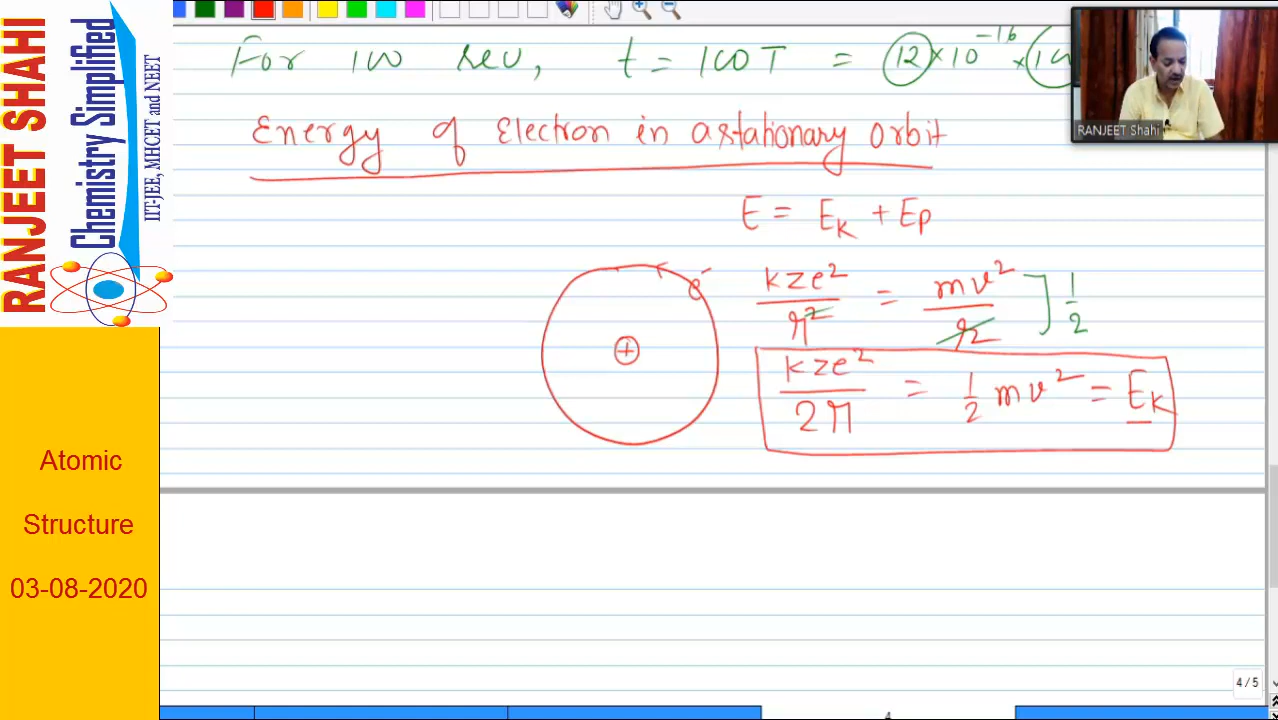 RANJEET SHAHI
Chemistry Simplified
IIT-JEE, MHCET and NEET
For 100 rev, t = 100T = 12 × 10⁻¹⁶ ×
RANJEET Shahi
Energy of Electron in a stationary orbit
E = EK + Ep
e⁻
+
kze²/r² = mv²/r ] 1/2
kze²/2r = 1/2 mv² = EK
Atomic
Structure
03-08-2020
4 / 5
4